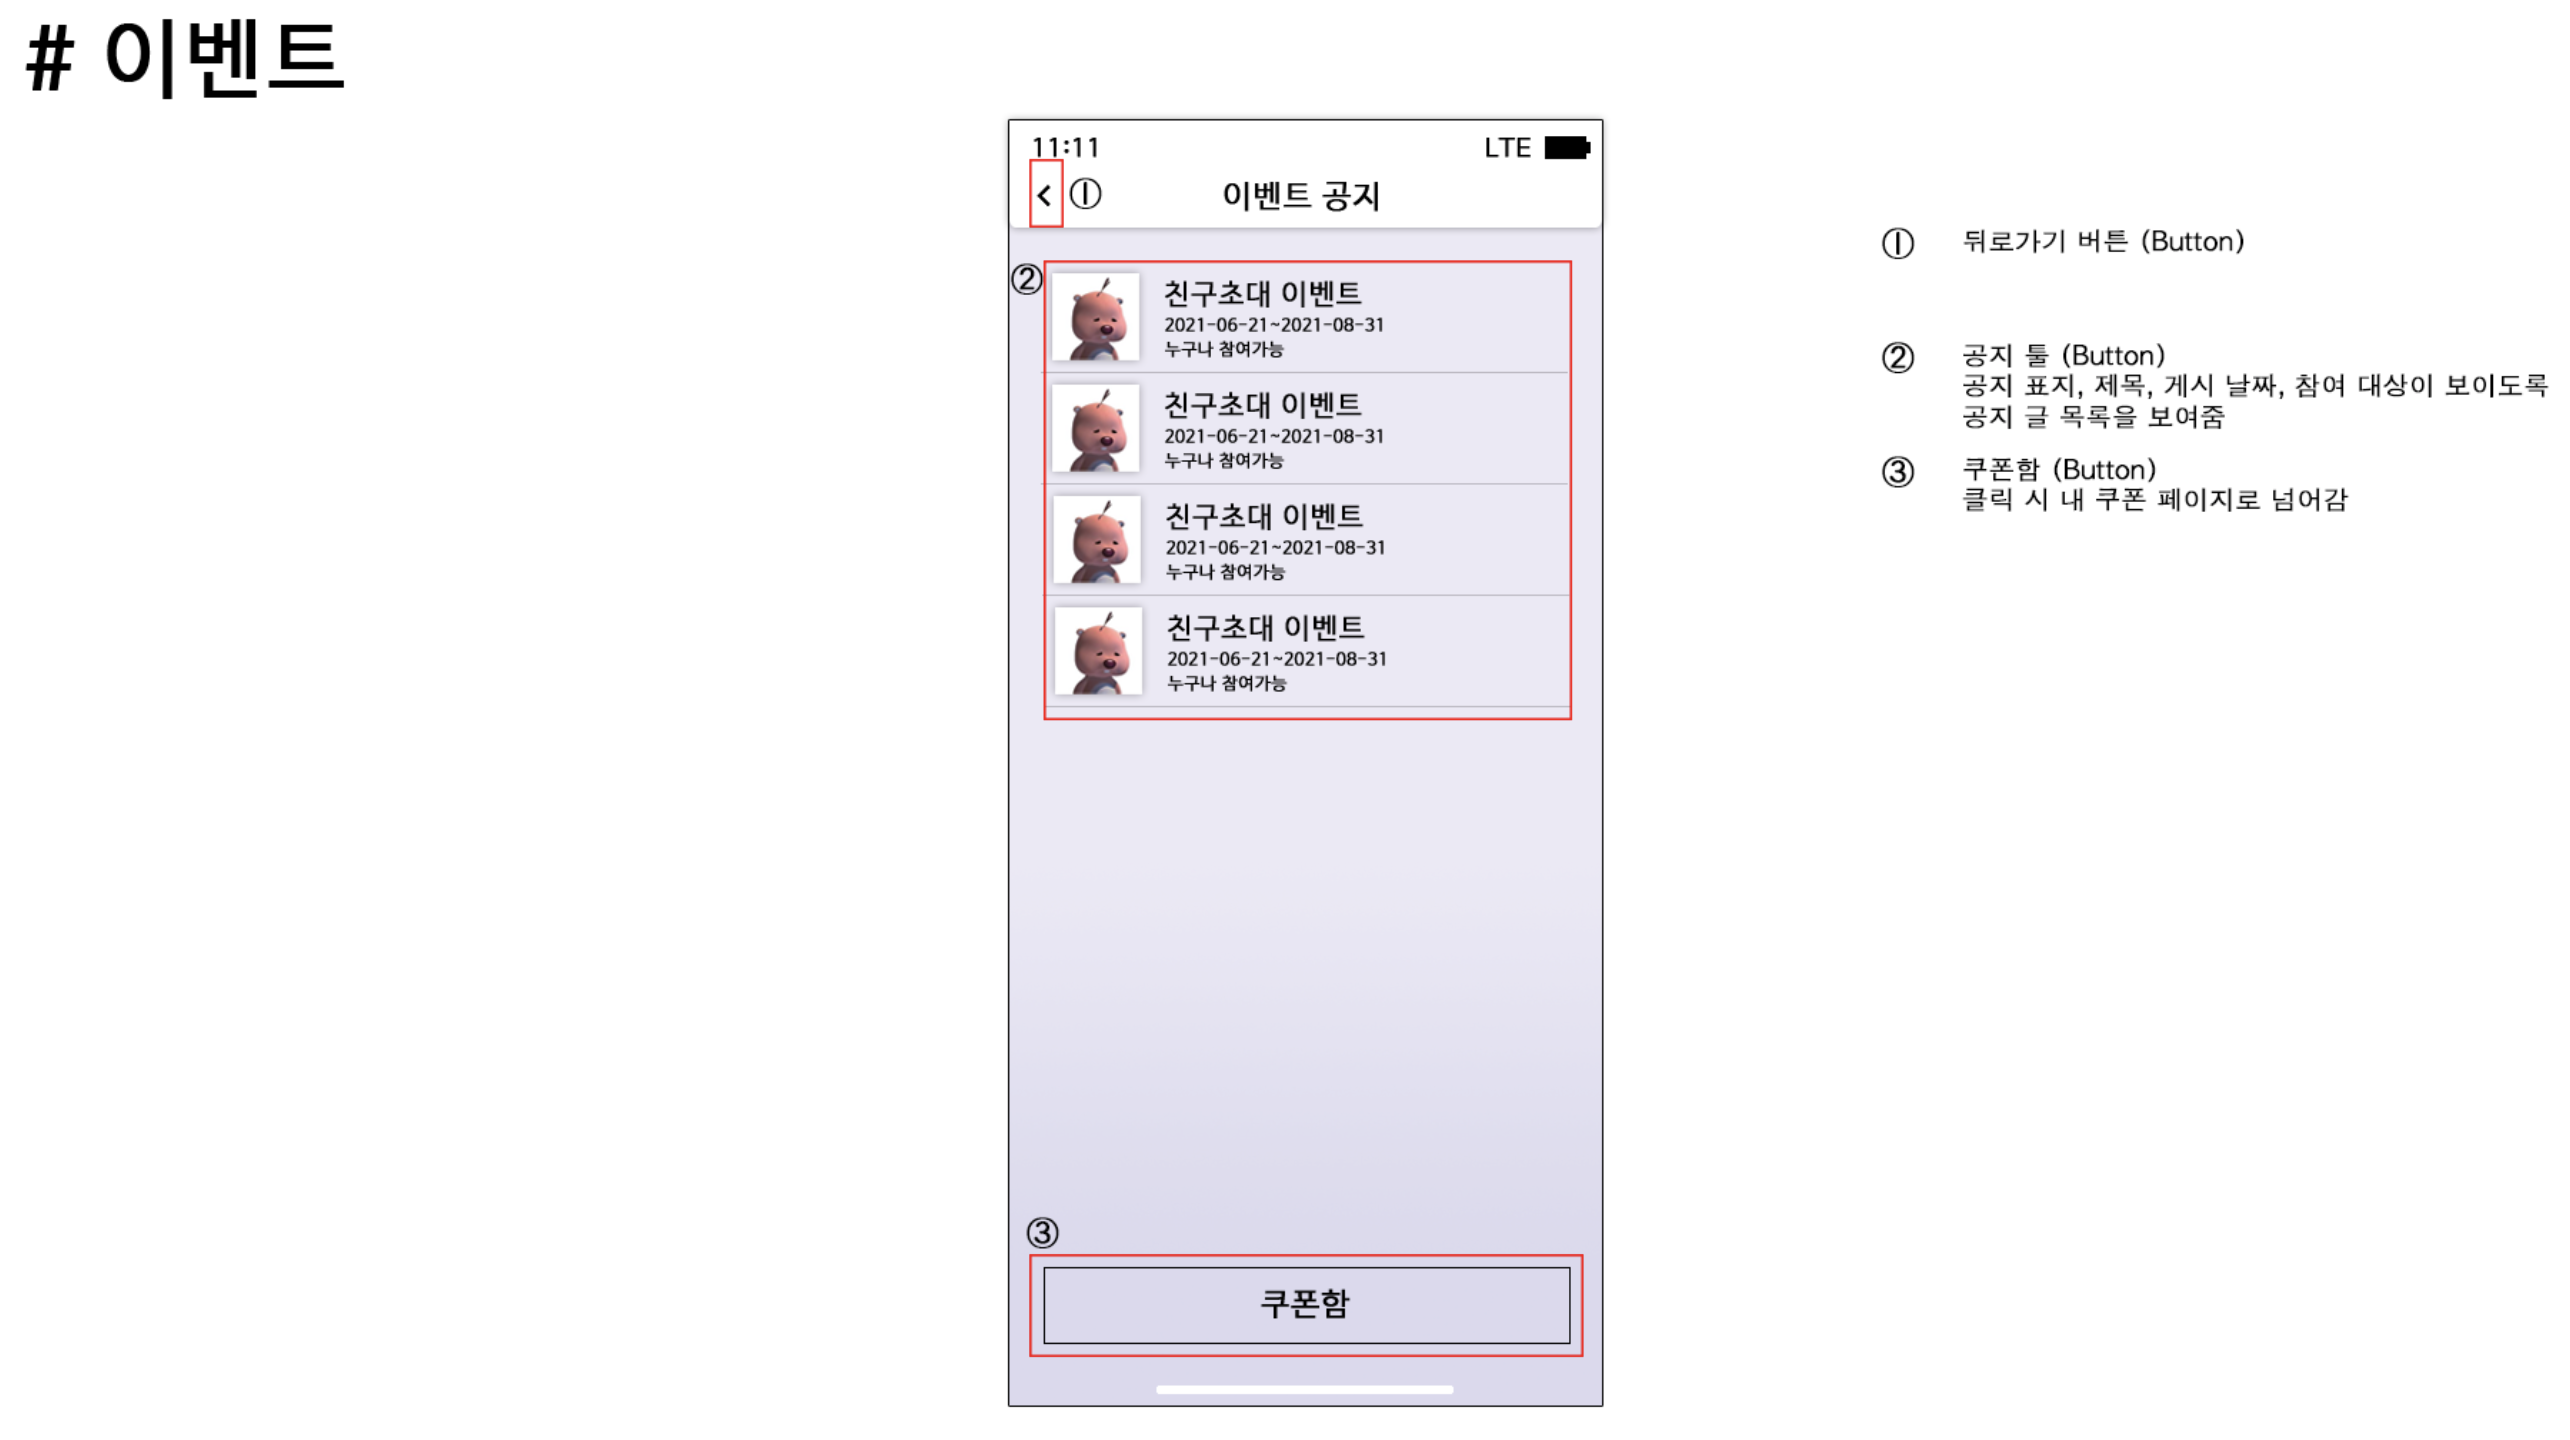 # 이벤트
11:11 LTE
< ① 이벤트 공지
②
친구초대 이벤트
2021-06-21~2021-08-31
누구나 참여가능
친구초대 이벤트
2021-06-21~2021-08-31
누구나 참여가능
친구초대 이벤트
2021-06-21~2021-08-31
누구나 참여가능
친구초대 이벤트
2021-06-21~2021-08-31
누구나 참여가능
③
쿠폰함
① 뒤로가기 버튼 (Button)
② 공지 툴 (Button)
공지 표지, 제목, 게시 날짜, 참여 대상이 보이도록
공지 글 목록을 보여줌
③ 쿠폰함 (Button)
클릭 시 내 쿠폰 페이지로 넘어감